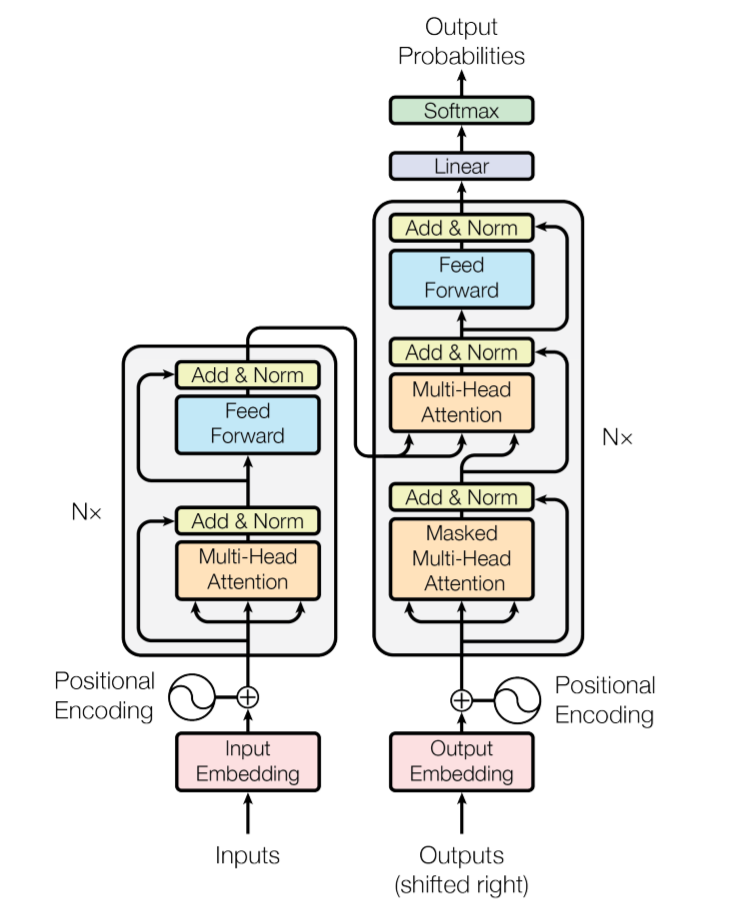 Output
Probabilities
Softmax
Linear
Add & Norm
Feed
Forward
Add & Norm
Multi-Head
Attention
Add & Norm
Masked
Multi-Head
Attention
Nx
Positional
Encoding
Output
Embedding
Outputs
(shifted right)
Add & Norm
Feed
Forward
Add & Norm
Multi-Head
Attention
Nx
Positional
Encoding
Input
Embedding
Inputs